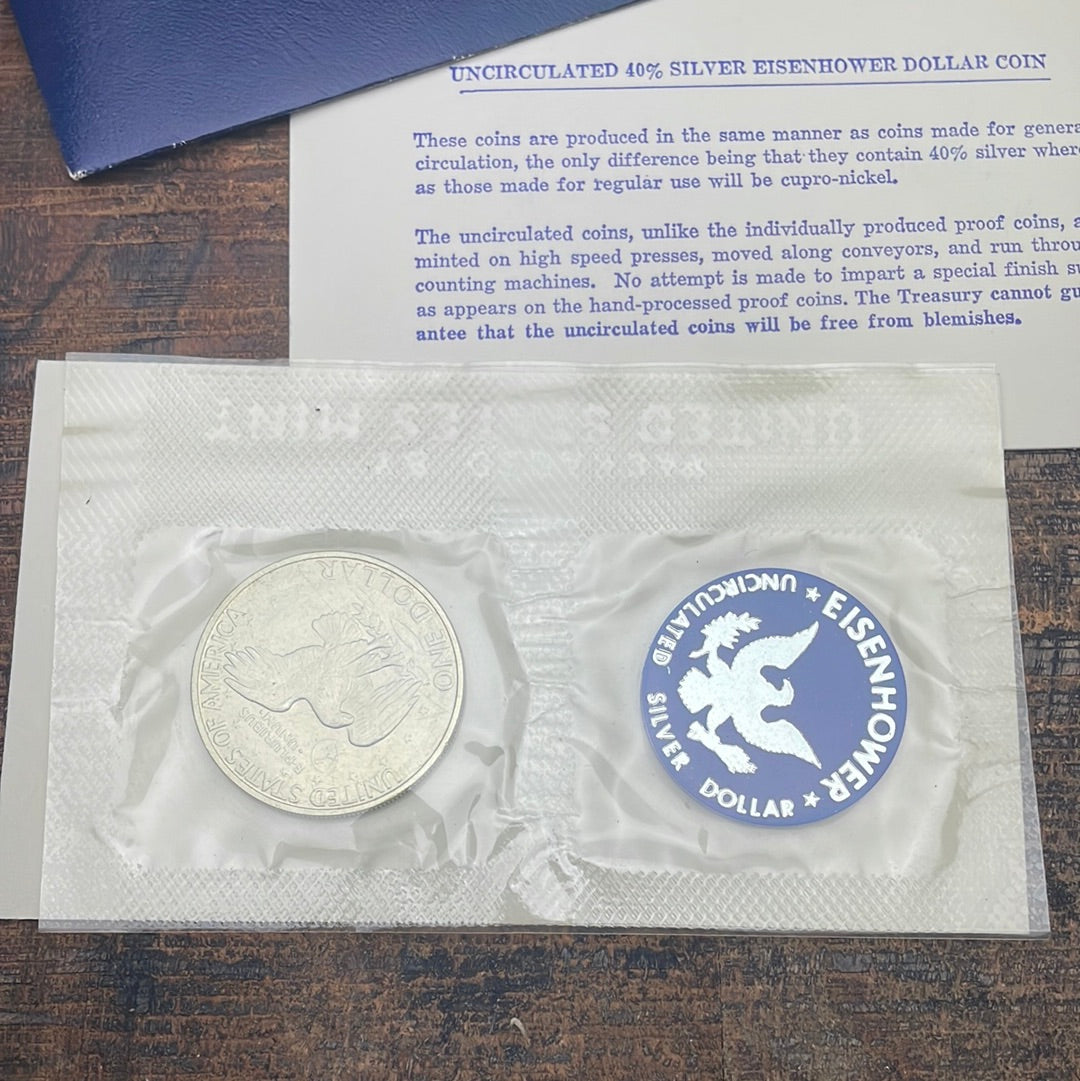 UNCIRCULATED 40% SILVER EISENHOWER DOLLAR COIN
These coins are produced in the same manner as coins made for genera
circulation, the only difference being that they contain 40% silver wher
as those made for regular use will be cupro-nickel.
The uncirculated coins, unlike the individually produced proof coins, a
minted on high speed presses, moved along conveyors, and run throu
counting machines. No attempt is made to impart a special finish su
as appears on the hand-processed proof coins. The Treasury cannot gu
antee that the uncirculated coins will be free from blemishes.
UNITED S TES MINT
UNITED STATES OF AMERICA
E PLURIBUS
UNUM
ONE DOLLAR
EISENHOWER
UNCIRCULATED SILVER DOLLAR